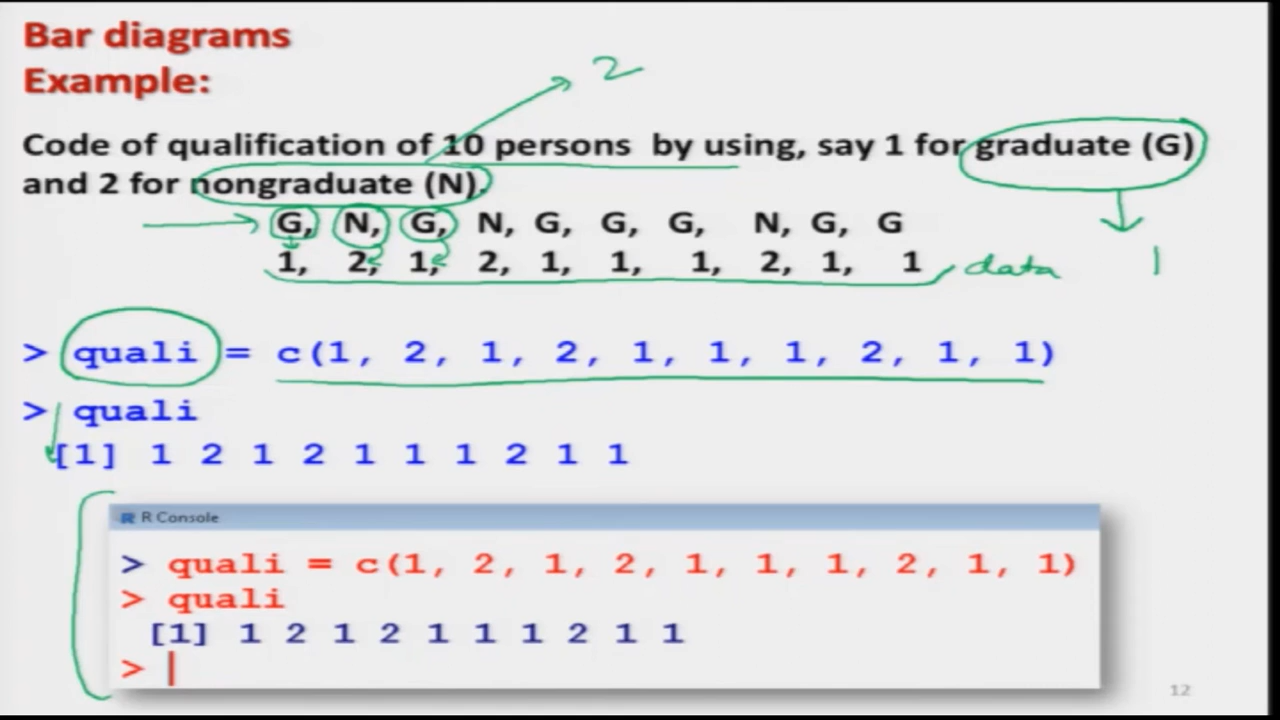 Bar diagrams
Example:
2
Code of qualification of 10 persons by using, say 1 for graduate (G)
and 2 for nongraduate (N).
G, N, G, N, G, G, G, N, G, G
1, 2, 1, 2, 1, 1, 1, 2, 1, 1 data 1
> quali = c(1, 2, 1, 2, 1, 1, 1, 2, 1, 1)
> quali
[1] 1 2 1 2 1 1 1 2 1 1
R R Console
> quali = c(1, 2, 1, 2, 1, 1, 1, 2, 1, 1)
> quali
[1] 1 2 1 2 1 1 1 2 1 1
>
12